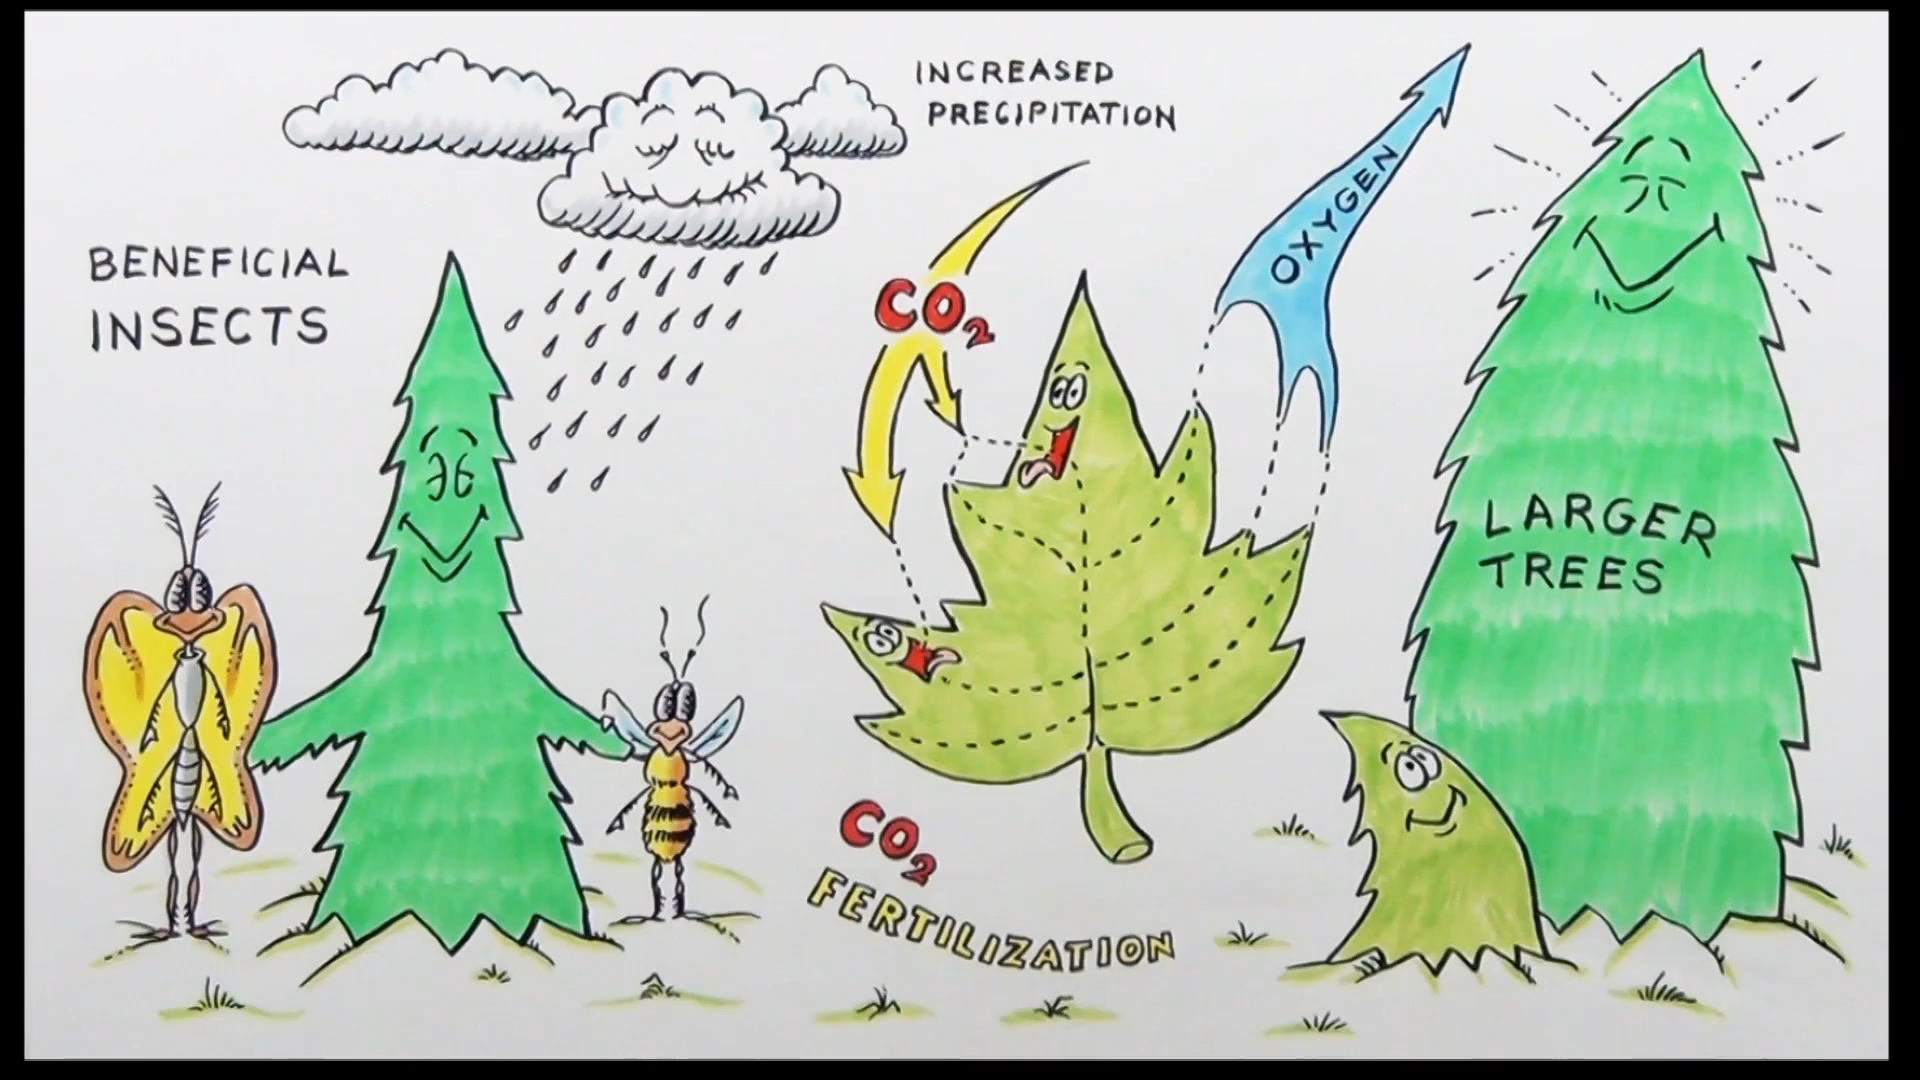 INCREASED
PRECIPITATION
BENEFICIAL
INSECTS
CO₂
OXYGEN
LARGER
TREES
CO₂
FERTILIZATION